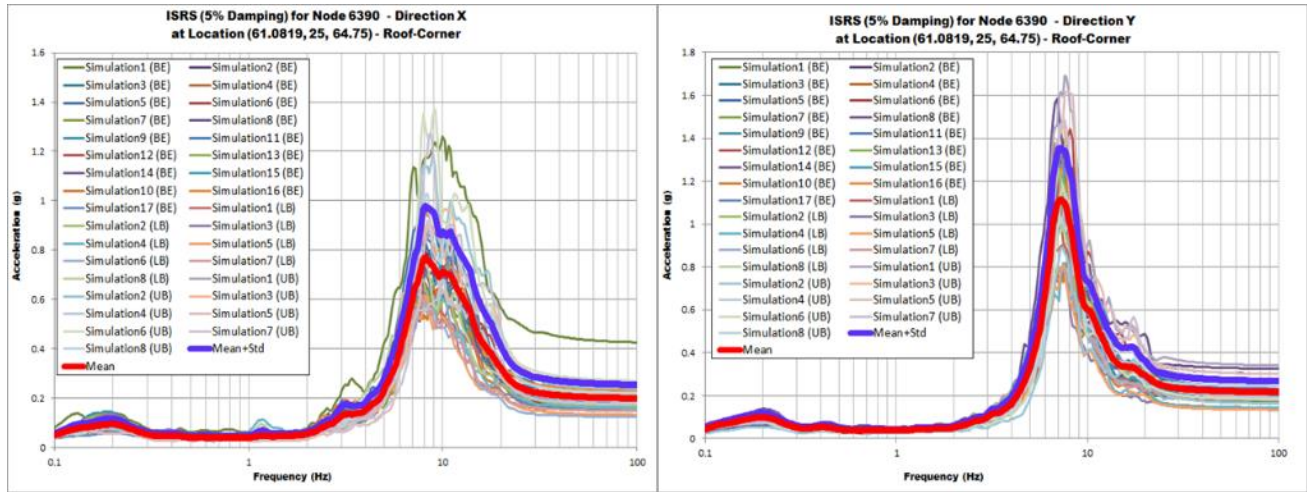 ISRS (5% Damping) for Node 6390 - Direction X
at Location (61.0819, 25, 64.75) - Roof-Corner
1.6
1.4
1.2
1
0.8
0.6
0.4
0.2
0
Acceleration (g)
Simulation1 (BE) Simulation2 (BE)
Simulation3 (BE) Simulation4 (BE)
Simulation5 (BE) Simulation6 (BE)
Simulation7 (BE) Simulation8 (BE)
Simulation9 (BE) Simulation11 (BE)
Simulation12 (BE) Simulation13 (BE)
Simulation14 (BE) Simulation15 (BE)
Simulation10 (BE) Simulation16 (BE)
Simulation17 (BE) Simulation1 (LB)
Simulation2 (LB) Simulation3 (LB)
Simulation4 (LB) Simulation5 (LB)
Simulation6 (LB) Simulation7 (LB)
Simulation8 (LB) Simulation1 (UB)
Simulation2 (UB) Simulation3 (UB)
Simulation4 (UB) Simulation5 (UB)
Simulation6 (UB) Simulation7 (UB)
Simulation8 (UB) Mean+Std
Mean
0.1 1 10 100
Frequency (Hz)
ISRS (5% Damping) for Node 6390 - Direction Y
at Location (61.0819, 25, 64.75) - Roof-Corner
1.8
1.6
1.4
1.2
1
0.8
0.6
0.4
0.2
0
Acceleration (g)
Simulation1 (BE) Simulation2 (BE)
Simulation3 (BE) Simulation4 (BE)
Simulation5 (BE) Simulation6 (BE)
Simulation7 (BE) Simulation8 (BE)
Simulation9 (BE) Simulation11 (BE)
Simulation12 (BE) Simulation13 (BE)
Simulation14 (BE) Simulation15 (BE)
Simulation10 (BE) Simulation16 (BE)
Simulation17 (BE) Simulation1 (LB)
Simulation2 (LB) Simulation3 (LB)
Simulation4 (LB) Simulation5 (LB)
Simulation6 (LB) Simulation7 (LB)
Simulation8 (LB) Simulation1 (UB)
Simulation2 (UB) Simulation3 (UB)
Simulation4 (UB) Simulation5 (UB)
Simulation6 (UB) Simulation7 (UB)
Simulation8 (UB) Mean+Std
Mean
0.1 1 10 100
Frequency (Hz)